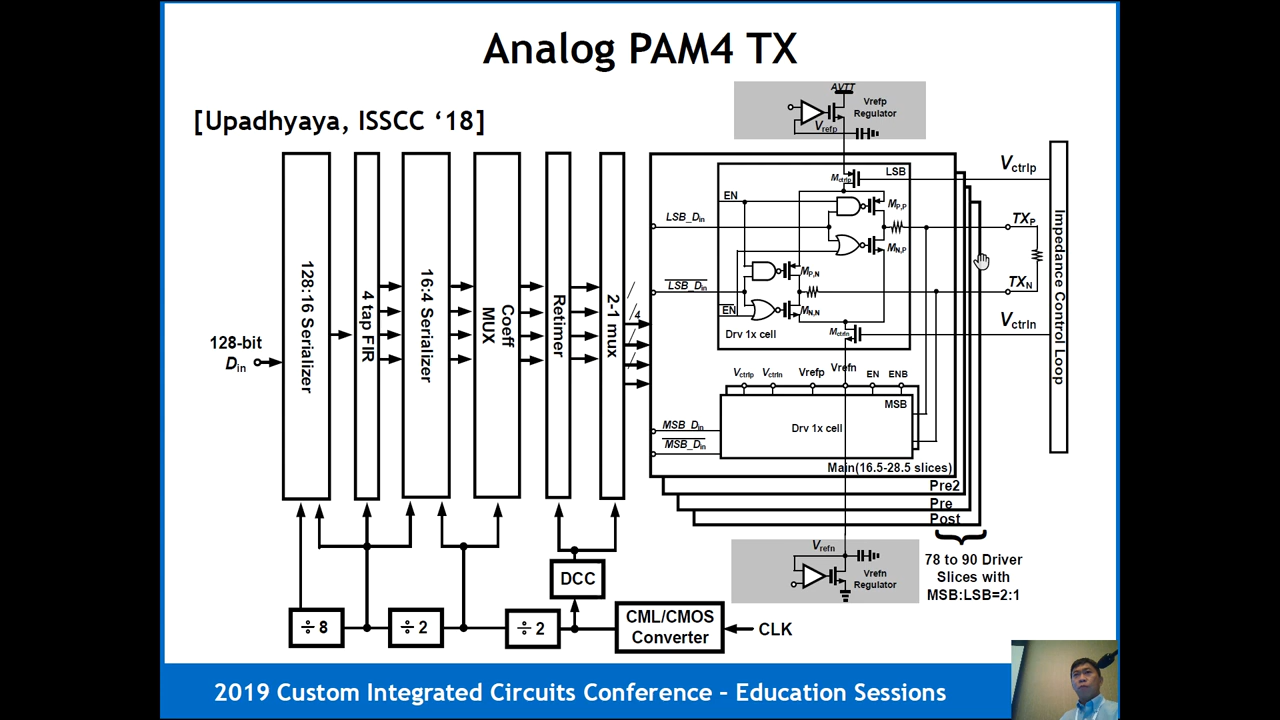 Analog PAM4 TX
[Upadhyaya, ISSCC ‘18]
AVTT
Vrefp
Regulator
Vrefp
128-bit
Din
128:16 Serializer
4 tap FIR
16:4 Serializer
Coeff
MUX
Retimer
2-1 mux
4
LSB_Din
LSB_Din
EN
EN
Mctrlp
LSB
MP,P
MN,P
MP,N
MN,N
Mctrln
Drv 1x cell
Vctrlp
TXP
TXN
Vctrln
Impedance Control Loop
Vctrlp
Vctrln
Vrefp
Vrefn
EN
ENB
MSB
Drv 1x cell
MSB_Din
MSB_Din
Main(16.5-28.5 slices)
Pre2
Pre
Post
78 to 90 Driver
Slices with
MSB:LSB=2:1
Vrefn
Vrefn
Regulator
DCC
÷8
÷2
÷2
CML/CMOS
Converter
CLK
2019 Custom Integrated Circuits Conference – Education Sessions